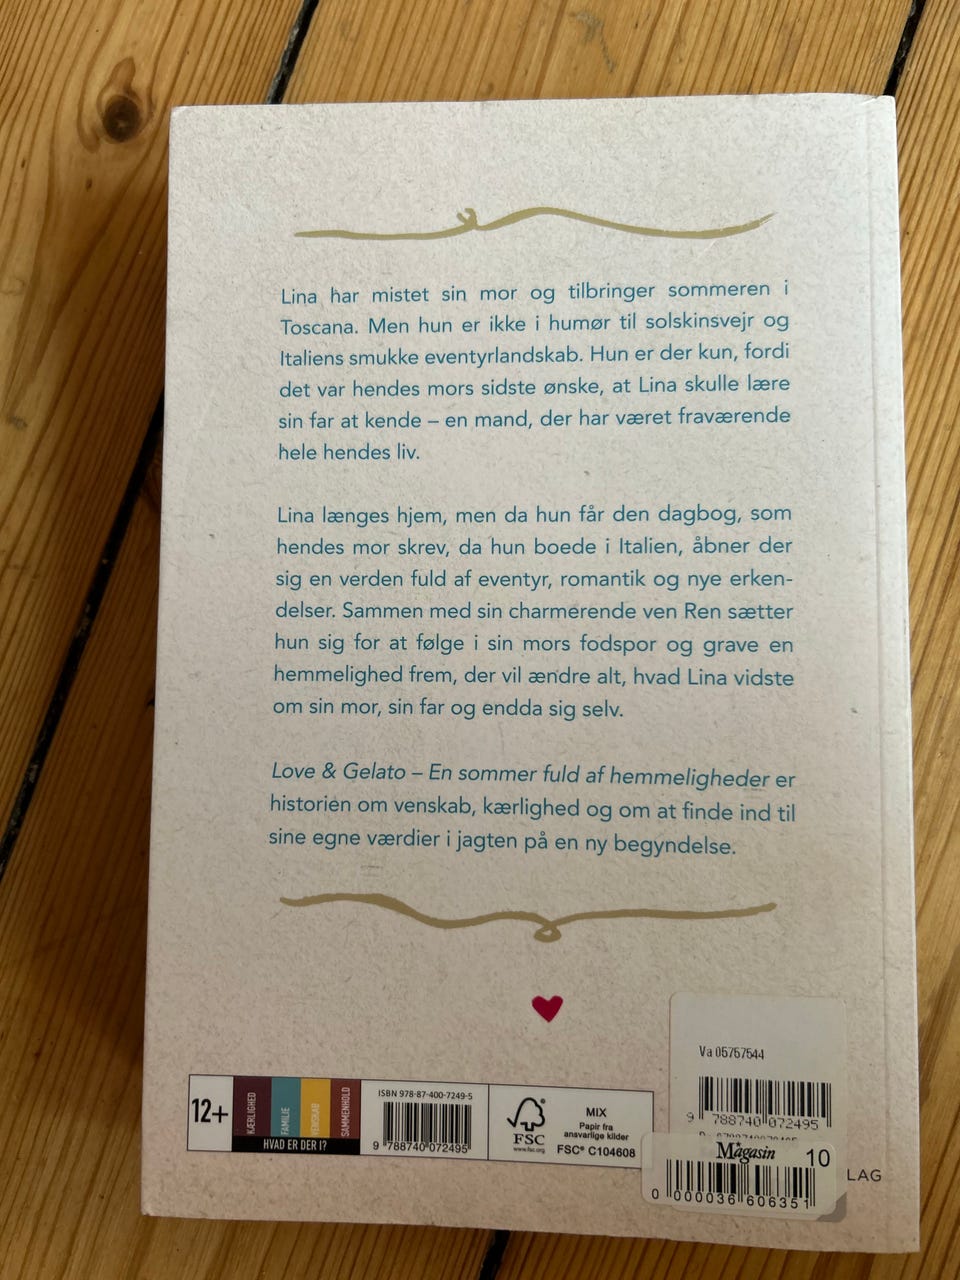 Lina har mistet sin mor og tilbringer sommeren i
Toscana. Men hun er ikke i humør til solskinsvejr og
Italiens smukke eventyrlandskab. Hun er der kun, fordi
det var hendes mors sidste ønske, at Lina skulle lære
sin far at kende – en mand, der har været fraværende
hele hendes liv.
Lina længes hjem, men da hun får den dagbog, som
hendes mor skrev, da hun boede i Italien, åbner der
sig en verden fuld af eventyr, romantik og nye erken-
delser. Sammen med sin charmerende ven Ren sætter
hun sig for at følge i sin mors fodspor og grave en
hemmelighed frem, der vil ændre alt, hvad Lina vidste
om sin mor, sin far og endda sig selv.
Love & Gelato – En sommer fuld af hemmeligheder er
historien om venskab, kærlighed og om at finde ind til
sine egne værdier i jagten på en ny begyndelse.
12+
KÆRLIGHED
FAMILIE
VENSKAB
SAMMENHOLD
HVAD ER DER I?
ISBN 978-87-400-7249-5
9 788740 072495
FSC
www.fsc.org
MIX
Papir fra
ansvarlige kilder
FSC® C104608
Va 05757544
9 788740 072495
Magasin 10
0 000036 606351
LAG